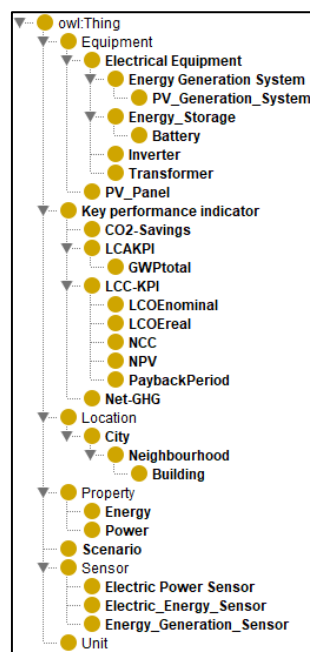 owl:Thing
Equipment
Electrical Equipment
Energy Generation System
PV_Generation_System
Energy_Storage
Battery
Inverter
Transformer
PV_Panel
Key performance indicator
CO2-Savings
LCAKPI
GWPtotal
LCC-KPI
LCOEnominal
LCOEreal
NCC
NPV
PaybackPeriod
Net-GHG
Location
City
Neighbourhood
Building
Property
Energy
Power
Scenario
Sensor
Electric Power Sensor
Electric_Energy_Sensor
Energy_Generation_Sensor
Unit